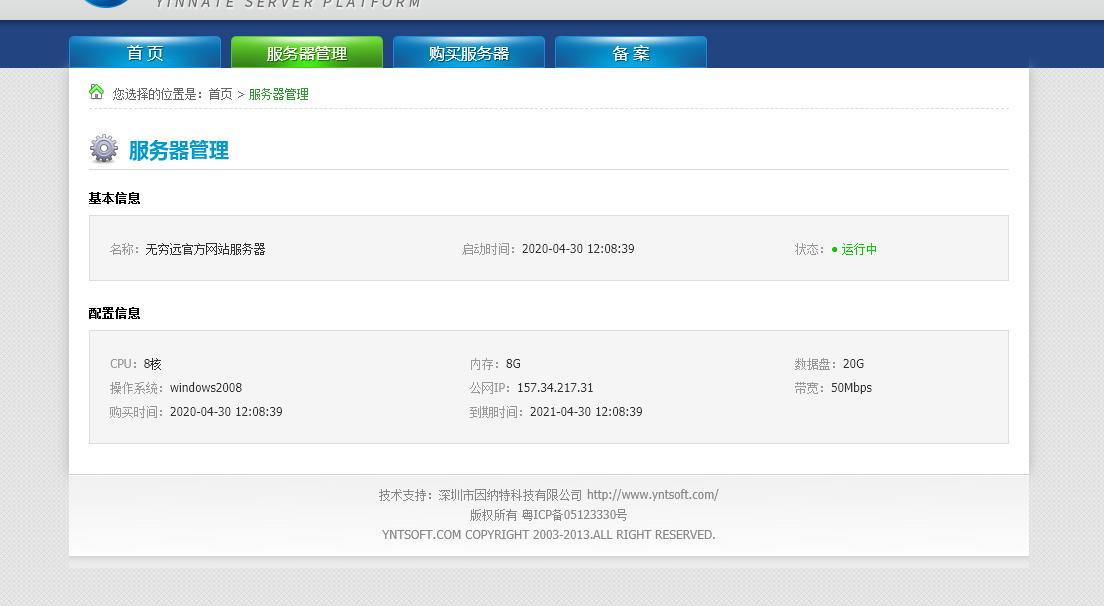 YINNATE SERVER PLATFORM
首 页 服务器管理 购买服务器 备 案
您选择的位置是：首页 > 服务器管理
服务器管理
基本信息
名称：无穷远官方网站服务器 启动时间：2020-04-30 12:08:39 状态：● 运行中
配置信息
CPU：8核 内存：8G 数据盘：20G
操作系统：windows2008 公网IP：157.34.217.31 带宽：50Mbps
购买时间：2020-04-30 12:08:39 到期时间：2021-04-30 12:08:39
技术支持：深圳市因纳特科技有限公司 http://www.yntsoft.com/
版权所有 粤ICP备05123330号
YNTSOFT.COM COPYRIGHT 2003-2013.ALL RIGHT RESERVED.